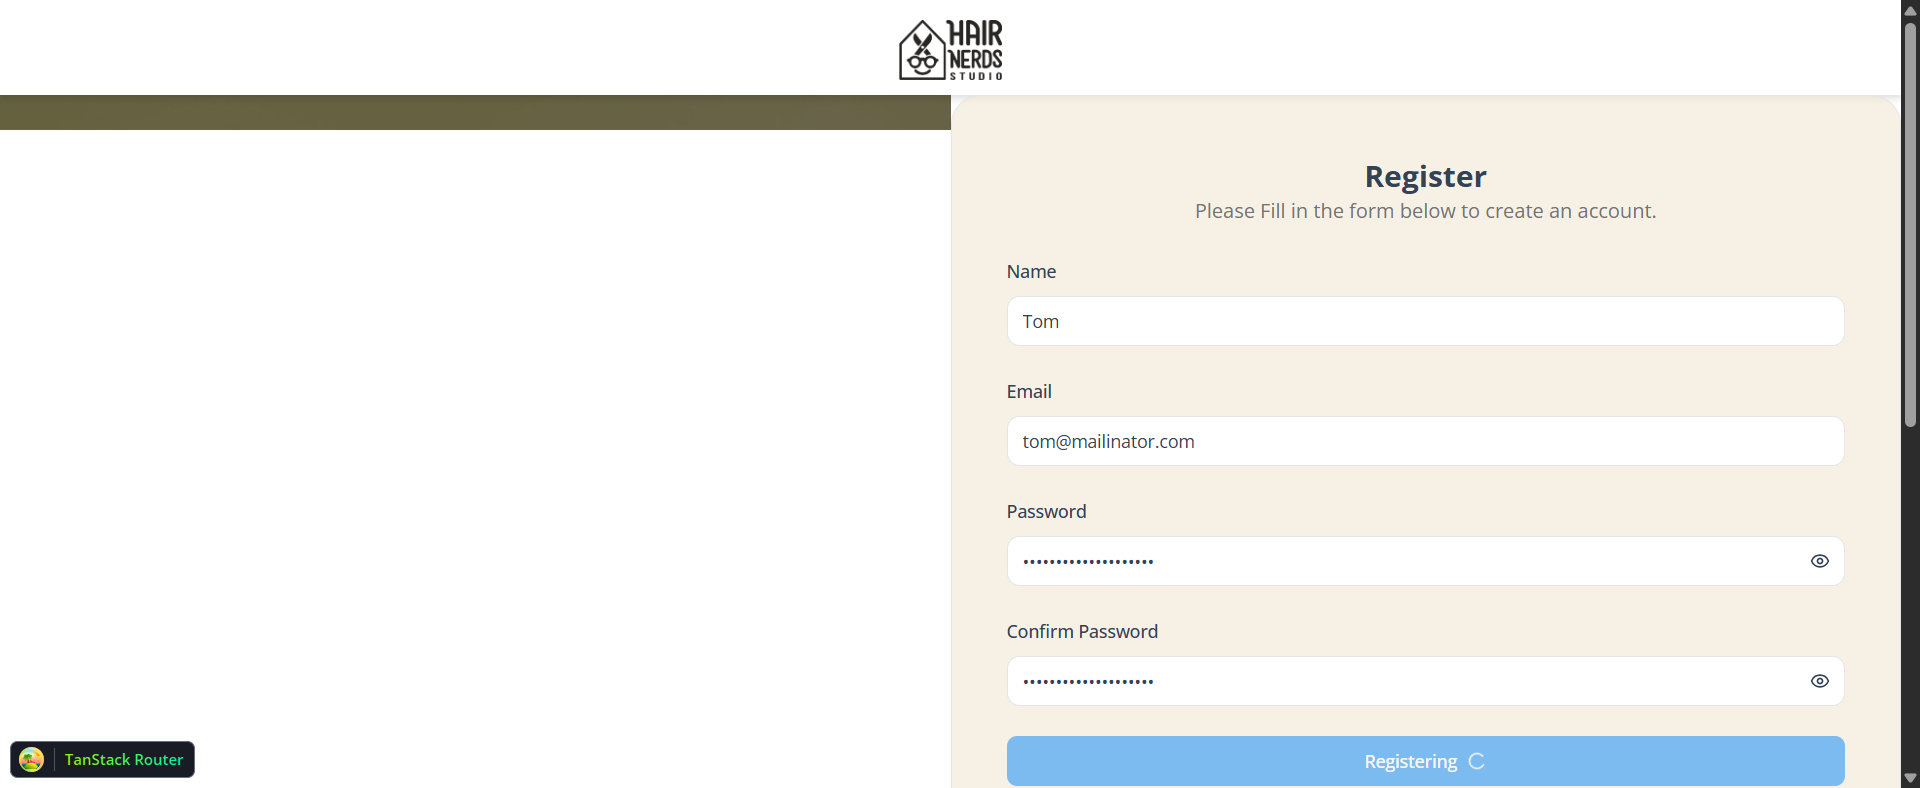 HAIR
NERDS
STUDIO
Register
Please Fill in the form below to create an account.
Name
Tom
Email
tom@mailinator.com
Password
••••••••••••••••••••
Confirm Password
••••••••••••••••••••
Registering
TanStack Router